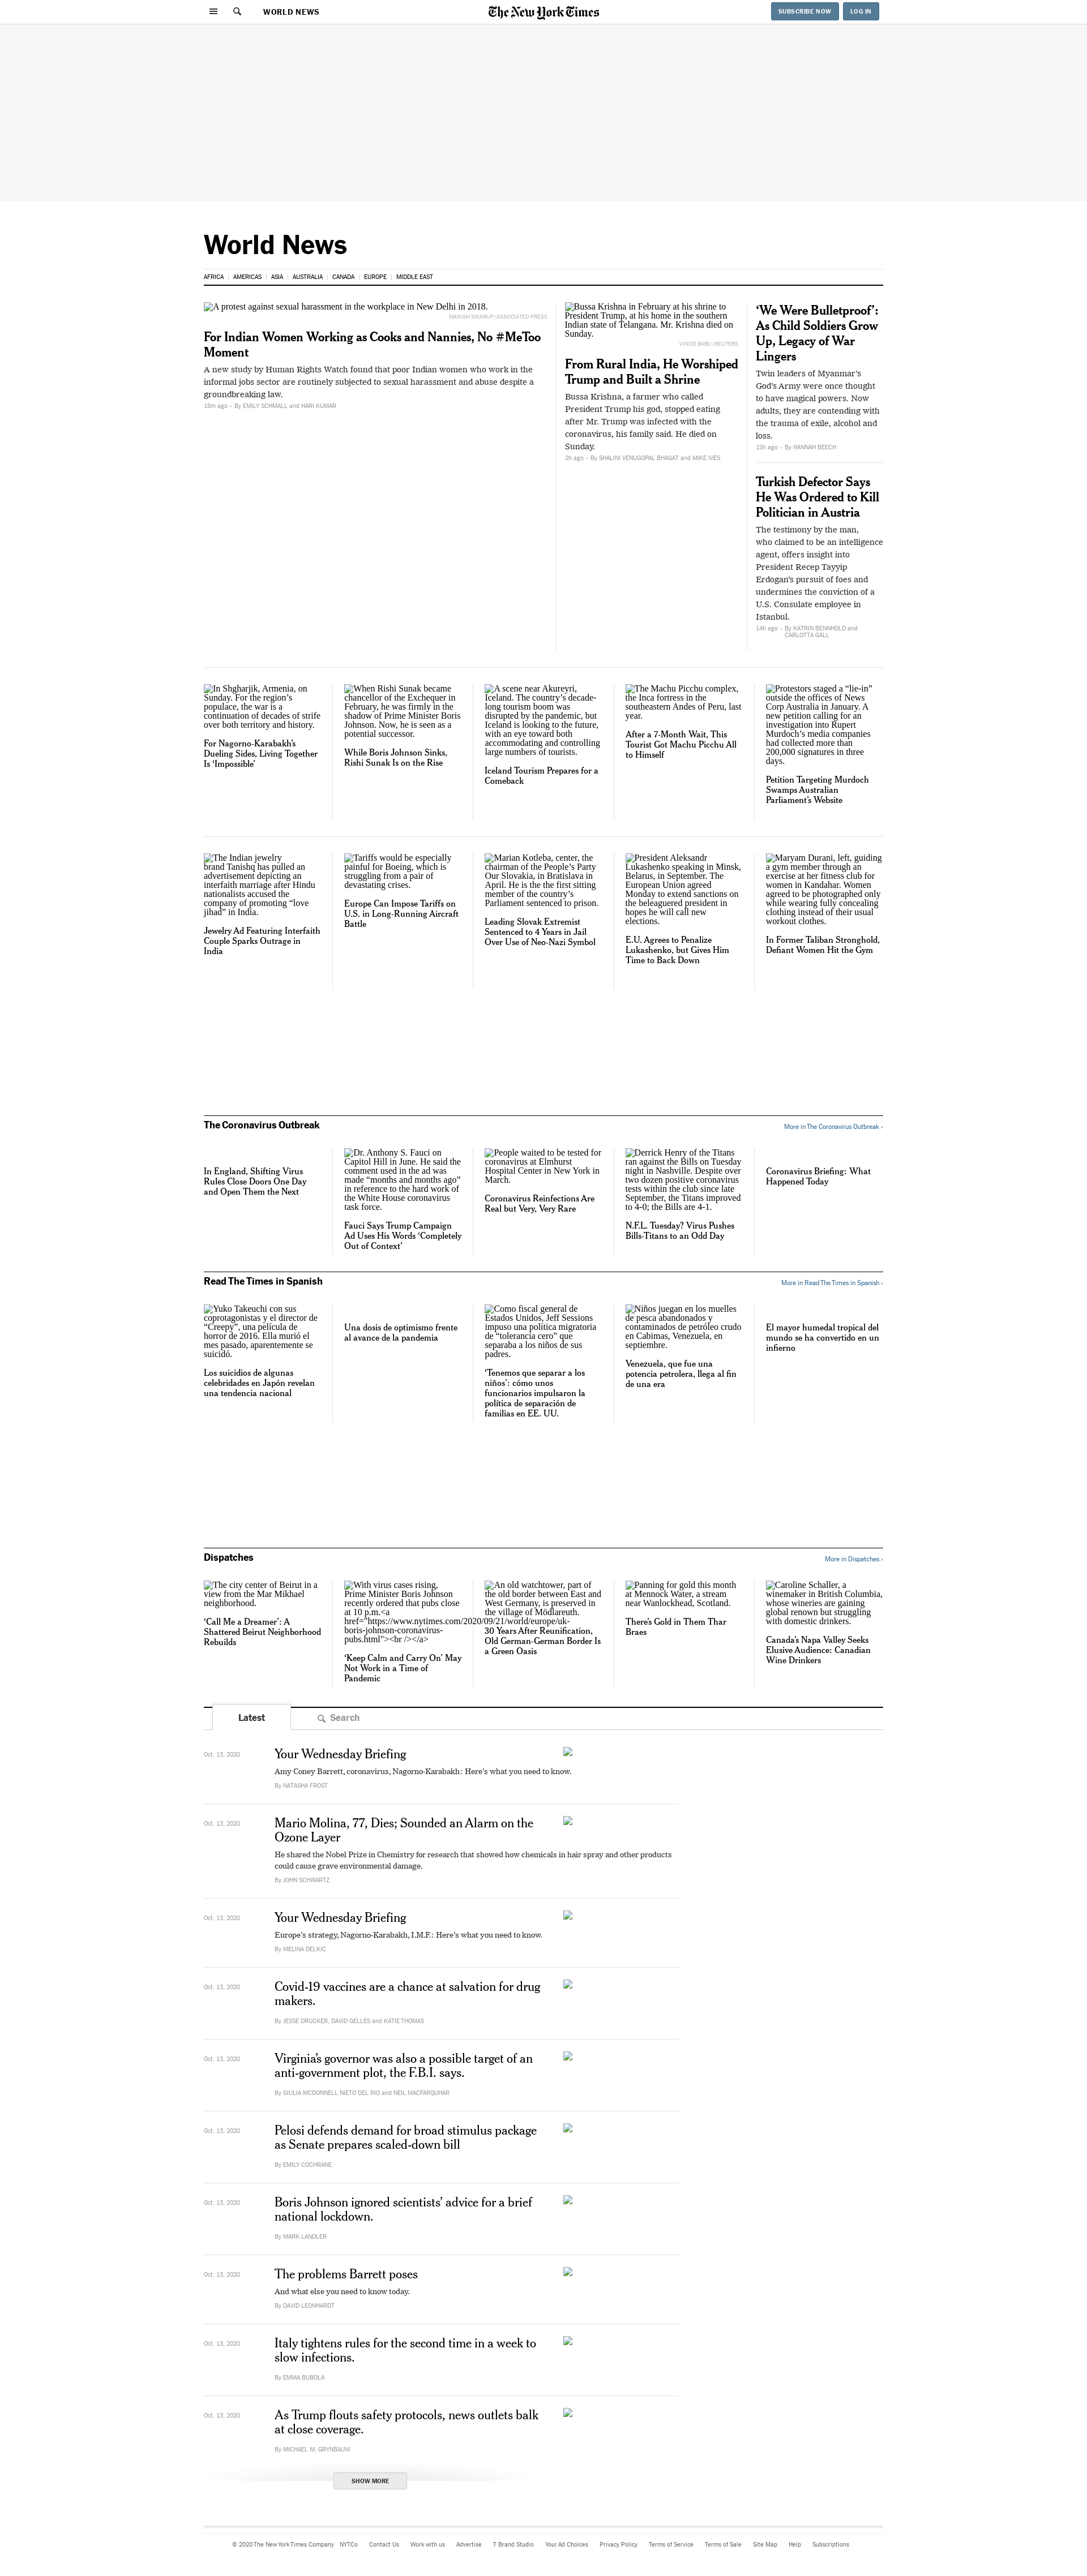 WORLD NEWS
The New York Times
SUBSCRIBE NOW
LOG IN
World News
AFRICA
AMERICAS
ASIA
AUSTRALIA
CANADA
EUROPE
MIDDLE EAST
A protest against sexual harassment in the workplace in New Delhi in 2018.
MANISH SWARUP/ASSOCIATED PRESS
For Indian Women Working as Cooks and Nannies, No #MeToo
Moment
A new study by Human Rights Watch found that poor Indian women who work in the
informal jobs sector are routinely subjected to sexual harassment and abuse despite a
groundbreaking law.
18m ago - By EMILY SCHMALL and HARI KUMAR
Bussa Krishna in February at his shrine to
President Trump, at his home in the southern
Indian state of Telangana. Mr. Krishna died on
Sunday.
VINOD BABU/REUTERS
From Rural India, He Worshiped
Trump and Built a Shrine
Bussa Krishna, a farmer who called
President Trump his god, stopped eating
after Mr. Trump was infected with the
coronavirus, his family said. He died on
Sunday.
2h ago - By SHALINI VENUGOPAL BHAGAT and MIKE IVES
‘We Were Bulletproof’:
As Child Soldiers Grow
Up, Legacy of War
Lingers
Twin leaders of Myanmar’s
God’s Army were once thought
to have magical powers. Now
adults, they are contending with
the trauma of exile, alcohol and
loss.
15h ago - By HANNAH BEECH
Turkish Defector Says
He Was Ordered to Kill
Politician in Austria
The testimony by the man,
who claimed to be an intelligence
agent, offers insight into
President Recep Tayyip
Erdogan’s pursuit of foes and
undermines the conviction of a
U.S. Consulate employee in
Istanbul.
14h ago - By KATRIN BENNHOLD and
CARLOTTA GALL
In Shgharjik, Armenia, on
Sunday. For the region’s
populace, the war is a
continuation of decades of strife
over both territory and history.
For Nagorno-Karabakh’s
Dueling Sides, Living Together
Is ‘Impossible’
When Rishi Sunak became
chancellor of the Exchequer in
February, he was firmly in the
shadow of Prime Minister Boris
Johnson. Now, he is seen as a
potential successor.
While Boris Johnson Sinks,
Rishi Sunak Is on the Rise
A scene near Akureyri,
Iceland. The country’s decade-
long tourism boom was
disrupted by the pandemic, but
Iceland is looking to the future,
with an eye toward both
accommodating and controlling
large numbers of tourists.
Iceland Tourism Prepares for a
Comeback
The Machu Picchu complex,
the Inca fortress in the
southeastern Andes of Peru, last
year.
After a 7-Month Wait, This
Tourist Got Machu Picchu All
to Himself
Protestors staged a “lie-in”
outside the offices of News
Corp Australia in January. A
new petition calling for an
investigation into Rupert
Murdoch’s media companies
had collected more than
200,000 signatures in three
days.
Petition Targeting Murdoch
Swamps Australian
Parliament’s Website
The Indian jewelry
brand Tanishq has pulled an
advertisement depicting an
interfaith marriage after Hindu
nationalists accused the
company of promoting “love
jihad” in India.
Jewelry Ad Featuring Interfaith
Couple Sparks Outrage in
India
Tariffs would be especially
painful for Boeing, which is
struggling from a pair of
devastating crises.
Europe Can Impose Tariffs on
U.S. in Long-Running Aircraft
Battle
Marian Kotleba, center, the
chairman of the People’s Party
Our Slovakia, in Bratislava in
April. He is the the first sitting
member of the country’s
Parliament sentenced to prison.
Leading Slovak Extremist
Sentenced to 4 Years in Jail
Over Use of Neo-Nazi Symbol
President Aleksandr
Lukashenko speaking in Minsk,
Belarus, in September. The
European Union agreed
Monday to extend sanctions on
the beleaguered president in
hopes he will call new
elections.
E.U. Agrees to Penalize
Lukashenko, but Gives Him
Time to Back Down
Maryam Durani, left, guiding
a gym member through an
exercise at her fitness club for
women in Kandahar. Women
agreed to be photographed only
while wearing fully concealing
clothing instead of their usual
workout clothes.
In Former Taliban Stronghold,
Defiant Women Hit the Gym
The Coronavirus Outbreak
More in The Coronavirus Outbreak ›
In England, Shifting Virus
Rules Close Doors One Day
and Open Them the Next
Dr. Anthony S. Fauci on
Capitol Hill in June. He said the
comment used in the ad was
made “months and months ago”
in reference to the hard work of
the White House coronavirus
task force.
Fauci Says Trump Campaign
Ad Uses His Words ‘Completely
Out of Context’
People waited to be tested for
coronavirus at Elmhurst
Hospital Center in New York in
March.
Coronavirus Reinfections Are
Real but Very, Very Rare
Derrick Henry of the Titans
ran against the Bills on Tuesday
night in Nashville. Despite over
two dozen positive coronavirus
tests within the club since late
September, the Titans improved
to 4-0; the Bills are 4-1.
N.F.L. Tuesday? Virus Pushes
Bills-Titans to an Odd Day
Coronavirus Briefing: What
Happened Today
Read The Times in Spanish
More in Read The Times in Spanish ›
Yuko Takeuchi con sus
coprotagonistas y el director de
“Creepy”, una película de
horror de 2016. Ella murió el
mes pasado, aparentemente se
suicidó.
Los suicidios de algunas
celebridades en Japón revelan
una tendencia nacional
Una dosis de optimismo frente
al avance de la pandemia
Como fiscal general de
Estados Unidos, Jeff Sessions
impuso una política migratoria
de “tolerancia cero” que
separaba a los niños de sus
padres.
‘Tenemos que separar a los
niños’: cómo unos
funcionarios impulsaron la
política de separación de
familias en EE. UU.
Niños juegan en los muelles
de pesca abandonados y
contaminados de petróleo crudo
en Cabimas, Venezuela, en
septiembre.
Venezuela, que fue una
potencia petrolera, llega al fin
de una era
El mayor humedal tropical del
mundo se ha convertido en un
infierno
Dispatches
More in Dispatches ›
The city center of Beirut in a
view from the Mar Mikhael
neighborhood.
‘Call Me a Dreamer’: A
Shattered Beirut Neighborhood
Rebuilds
With virus cases rising,
Prime Minister Boris Johnson
recently ordered that pubs close
at 10 p.m.<a
href="https://www.nytimes.com/2020/09/21/world/europe/uk-
boris-johnson-coronavirus-
pubs.html"><br /></a>
‘Keep Calm and Carry On’ May
Not Work in a Time of
Pandemic
An old watchtower, part of
the old border between East and
West Germany, is preserved in
the village of Mödlareuth.
30 Years After Reunification,
Old German-German Border Is
a Green Oasis
Panning for gold this month
at Mennock Water, a stream
near Wanlockhead, Scotland.
There’s Gold in Them Thar
Braes
Caroline Schaller, a
winemaker in British Columbia,
whose wineries are gaining
global renown but struggling
with domestic drinkers.
Canada’s Napa Valley Seeks
Elusive Audience: Canadian
Wine Drinkers
Latest
Search
Oct. 13, 2020
Your Wednesday Briefing
Amy Coney Barrett, coronavirus, Nagorno-Karabakh: Here’s what you need to know.
By NATASHA FROST
Oct. 13, 2020
Mario Molina, 77, Dies; Sounded an Alarm on the
Ozone Layer
He shared the Nobel Prize in Chemistry for research that showed how chemicals in hair spray and other products
could cause grave environmental damage.
By JOHN SCHWARTZ
Oct. 13, 2020
Your Wednesday Briefing
Europe’s strategy, Nagorno-Karabakh, I.M.F.: Here’s what you need to know.
By MELINA DELKIC
Oct. 13, 2020
Covid-19 vaccines are a chance at salvation for drug
makers.
By JESSE DRUCKER, DAVID GELLES and KATIE THOMAS
Oct. 13, 2020
Virginia’s governor was also a possible target of an
anti-government plot, the F.B.I. says.
By GIULIA MCDONNELL NIETO DEL RIO and NEIL MACFARQUHAR
Oct. 13, 2020
Pelosi defends demand for broad stimulus package
as Senate prepares scaled-down bill
By EMILY COCHRANE
Oct. 13, 2020
Boris Johnson ignored scientists’ advice for a brief
national lockdown.
By MARK LANDLER
Oct. 13, 2020
The problems Barrett poses
And what else you need to know today.
By DAVID LEONHARDT
Oct. 13, 2020
Italy tightens rules for the second time in a week to
slow infections.
By EMMA BUBOLA
Oct. 13, 2020
As Trump flouts safety protocols, news outlets balk
at close coverage.
By MICHAEL M. GRYNBAUM
SHOW MORE
© 2020 The New York Times Company
NYTCo
Contact Us
Work with us
Advertise
T Brand Studio
Your Ad Choices
Privacy Policy
Terms of Service
Terms of Sale
Site Map
Help
Subscriptions